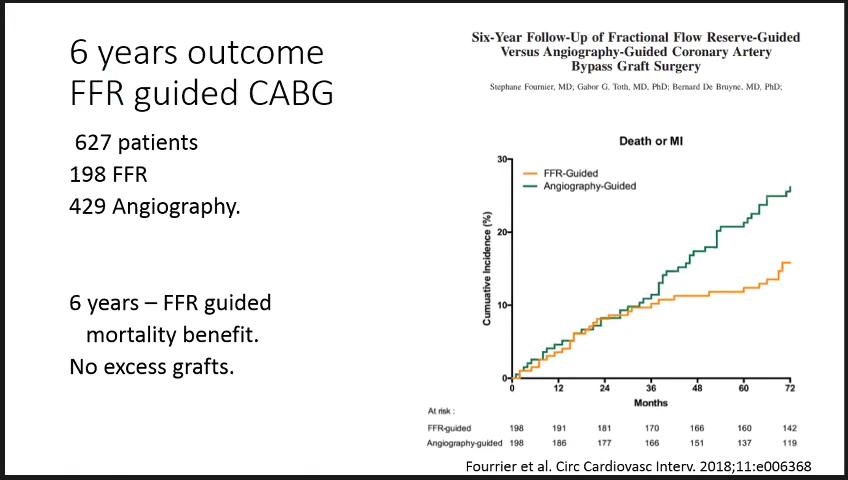 6 years outcome
FFR guided CABG
627 patients
198 FFR
429 Angiography.
6 years – FFR guided
mortality benefit.
No excess grafts.
Six-Year Follow-Up of Fractional Flow Reserve-Guided
Versus Angiography-Guided Coronary Artery
Bypass Graft Surgery
Stephane Fournier, MD; Gabor G. Toth, MD, PhD; Bernard De Bruyne, MD, PhD;
Death or MI
FFR-Guided
Angiography-Guided
Cumuative Incidence (%)
30
20
10
0
0 12 24 36 48 60 72
Months
At risk :
FFR-guided 198 191 181 170 166 160 142
Angiography-guided 198 186 177 166 151 137 119
Fourrier et al. Circ Cardiovasc Interv. 2018;11:e006368